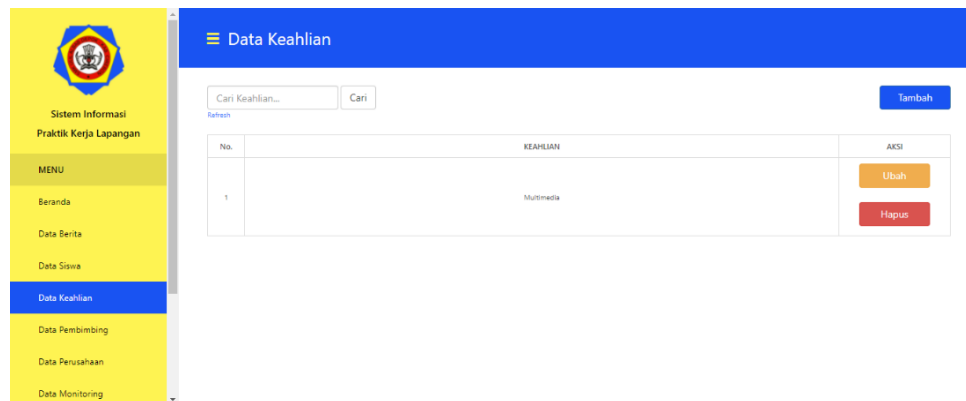 Sistem Informasi
Praktik Kerja Lapangan
MENU
Beranda
Data Berita
Data Siswa
Data Keahlian
Data Pembimbing
Data Perusahaan
Data Monitoring
☰ Data Keahlian
Cari Keahlian... Cari Tambah
Refresh
No. KEAHLIAN AKSI
1 Multimedia Ubah
Hapus